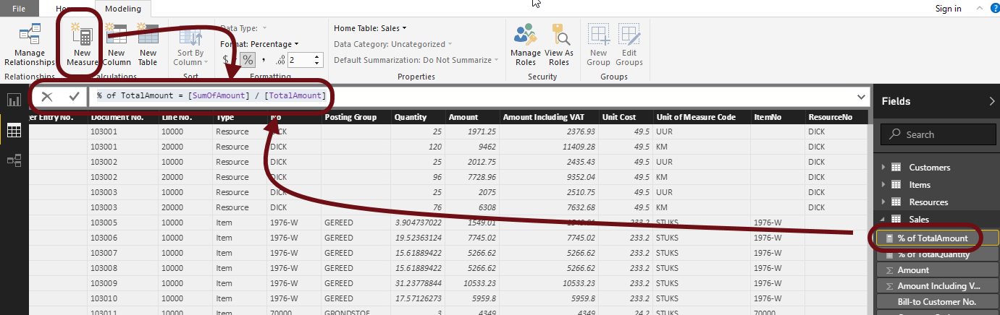 File Home Modeling Sign in
Data Type:
Home Table: Sales
Format: Percentage
Data Category: Uncategorized
$ % , .00 2
Default Summarization: Do Not Summarize
Manage Relationships
New Measure
New Column
New Table
Sort By Column
Manage Roles
View As Roles
New Group
Edit Groups
Relationships Calculations Sort Formatting Properties Security Groups
% of TotalAmount = [SumOfAmount] / [TotalAmount]
Fields
Search
er Entry No. Document No. Line No. Type No Posting Group Quantity Amount Amount Including VAT Unit Cost Unit of Measure Code ItemNo ResourceNo
103001 10000 Resource DICK 25 1971.25 2376.93 49.5 UUR DICK
103001 20000 Resource DICK 120 9462 11409.28 49.5 KM DICK
103002 10000 Resource DICK 25 2012.75 2435.43 49.5 UUR DICK
103002 20000 Resource DICK 96 7728.96 9352.04 49.5 KM DICK
103003 10000 Resource DICK 25 2075 2510.75 49.5 UUR DICK
103003 20000 Resource DICK 76 6308 7632.68 49.5 KM DICK
103005 10000 Item 1976-W GEREED 3.904737022 1549.01 233.2 STUKS 1976-W
103006 10000 Item 1976-W GEREED 19.52363124 7745.02 7745.02 233.2 STUKS 1976-W
103007 10000 Item 1976-W GEREED 15.61889422 5266.62 5266.62 233.2 STUKS 1976-W
103008 10000 Item 1976-W GEREED 15.61889422 5266.62 5266.62 233.2 STUKS 1976-W
103009 10000 Item 1976-W GEREED 31.23778844 10533.23 10533.23 233.2 STUKS 1976-W
103010 10000 Item 1976-W GEREED 17.57126273 5959.8 5959.8 233.2 STUKS 1976-W
103011 10000 Item 70000 GRONDSTOF 3 4349 4349 24.2 STUKS 70000
Customers
Items
Resources
Sales
% of TotalAmount
% of TotalQuantity
Amount
Amount Including V...
Bill-to Customer No.